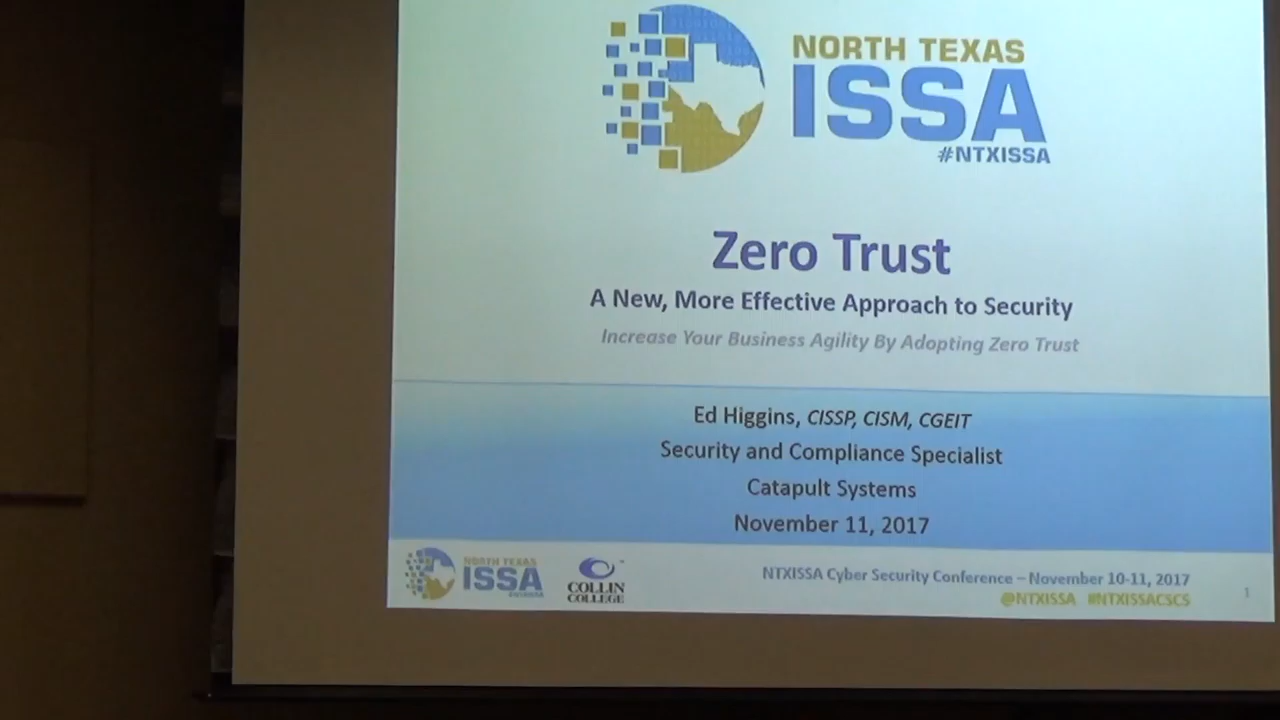 NORTH TEXAS
ISSA
#NTXISSA
Zero Trust
A New, More Effective Approach to Security
Increase Your Business Agility By Adopting Zero Trust
Ed Higgins, CISSP, CISM, CGEIT
Security and Compliance Specialist
Catapult Systems
November 11, 2017
NORTH TEXAS
ISSA
#NTXISSA
COLLIN
COLLEGE
NTXISSA Cyber Security Conference – November 10-11, 2017
@NTXISSA #NTXISSACSCS
1